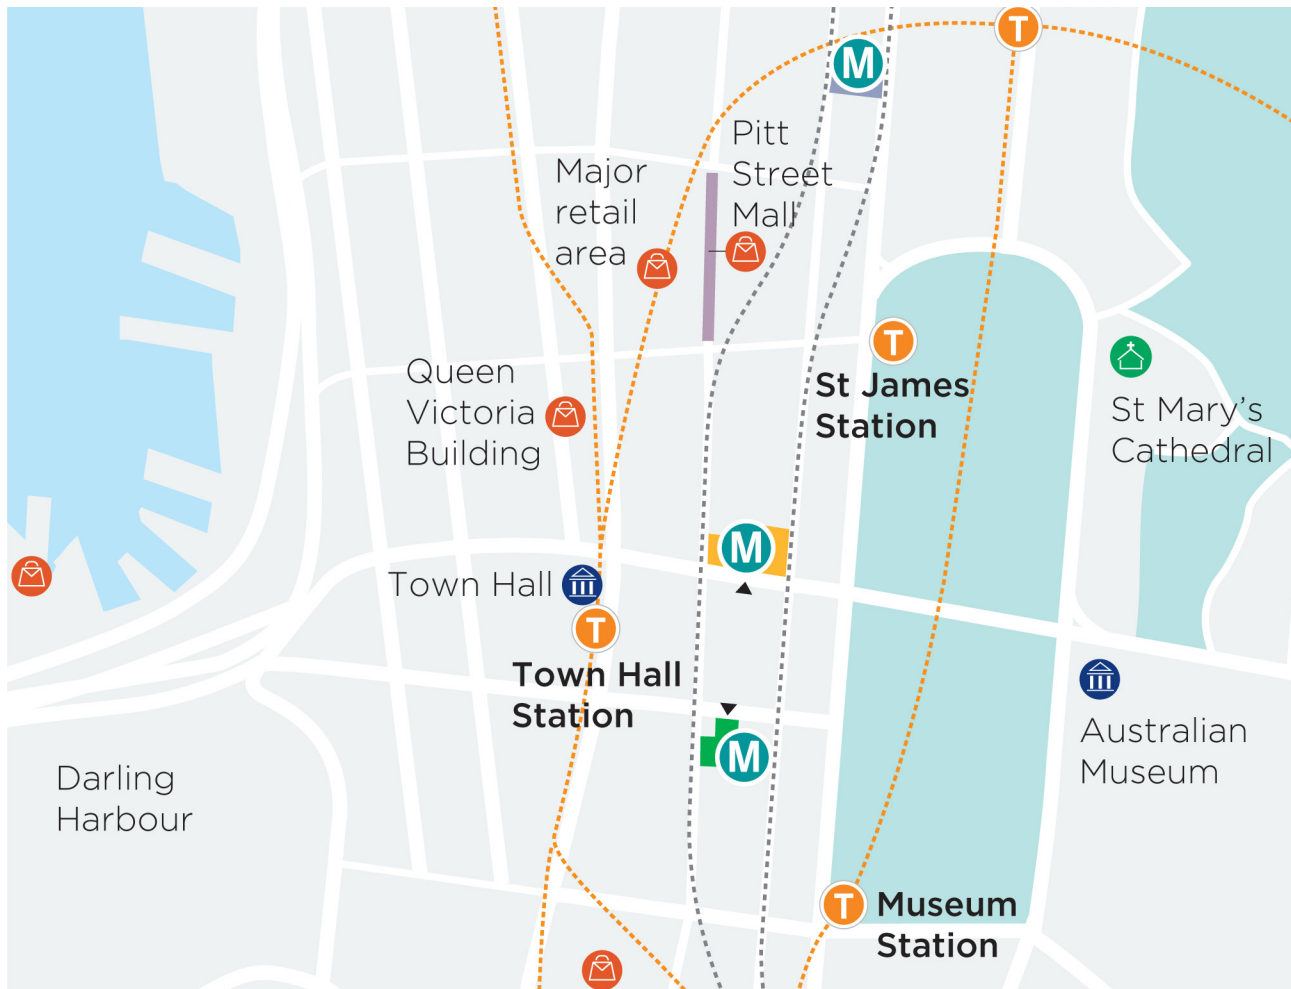 T
M
Pitt
Street
Mall
Major
retail
area
T
St James
Station
Queen
Victoria
Building
St Mary's
Cathedral
M
Town Hall
T
Town Hall
Station
M
Australian
Museum
Darling
Harbour
T
Museum
Station